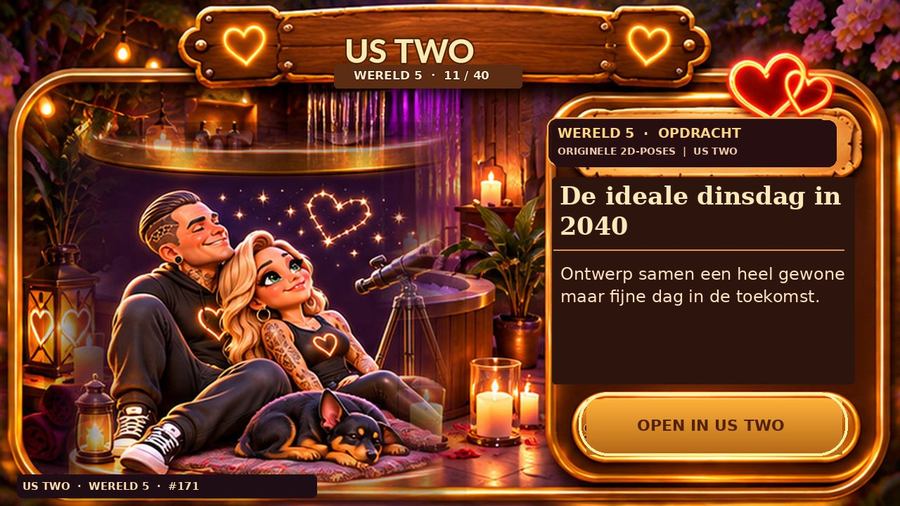 US TWO
WERELD 5 · 11 / 40
WERELD 5 · OPDRACHT
ORIGINELE 2D-POSES | US TWO
De ideale dinsdag in
2040
Ontwerp samen een heel gewone
maar fijne dag in de toekomst.
OPEN IN US TWO
US TWO · WERELD 5 · #171